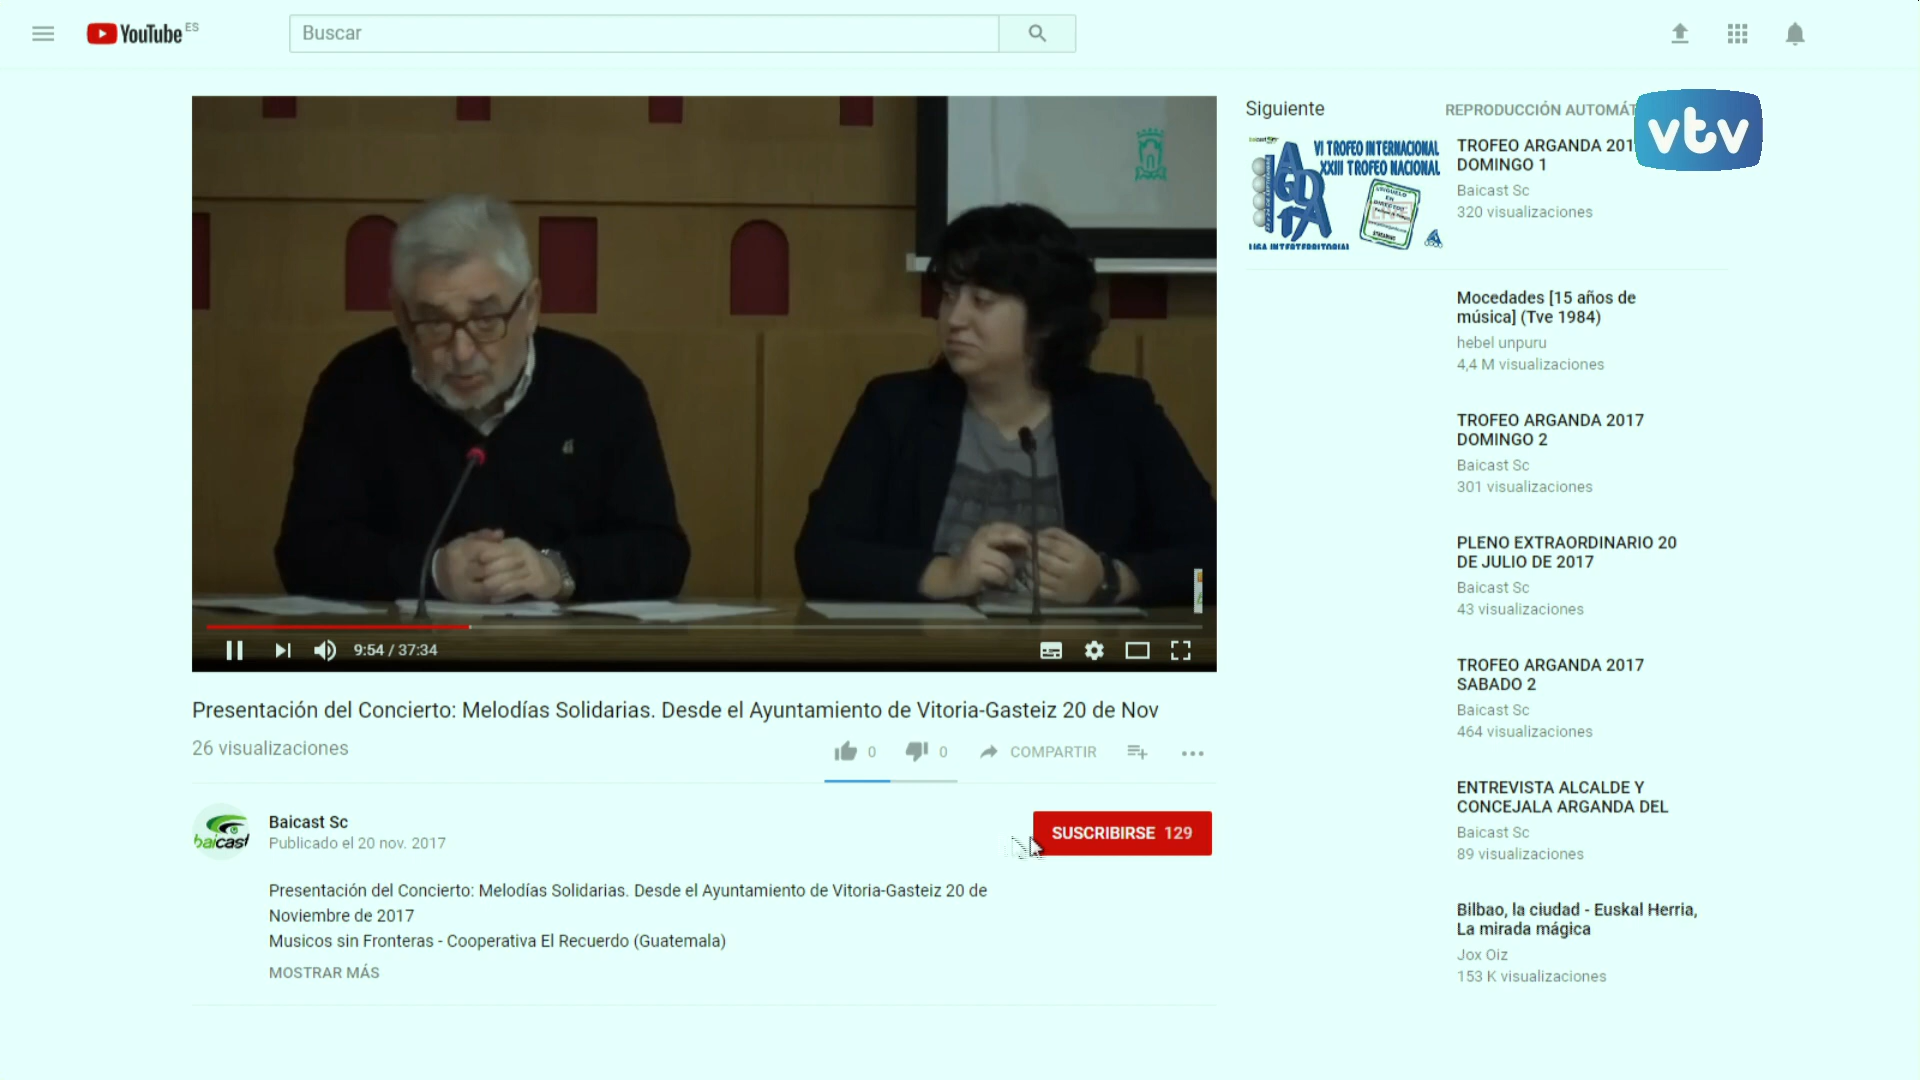 YouTube ES
Buscar
Siguiente
REPRODUCCIÓN AUTOMÁT
vtv
VI TROFEO INTERNACIONAL
XXIII TROFEO NACIONAL
LIGA INTERTERRITORIAL
TROFEO ARGANDA 201
DOMINGO 1
Baicast Sc
320 visualizaciones
Mocedades [15 años de
música] (Tve 1984)
hebel unpuru
4,4 M visualizaciones
TROFEO ARGANDA 2017
DOMINGO 2
Baicast Sc
301 visualizaciones
PLENO EXTRAORDINARIO 20
DE JULIO DE 2017
Baicast Sc
43 visualizaciones
TROFEO ARGANDA 2017
SABADO 2
Baicast Sc
464 visualizaciones
ENTREVISTA ALCALDE Y
CONCEJALA ARGANDA DEL
Baicast Sc
89 visualizaciones
Bilbao, la ciudad - Euskal Herria,
La mirada mágica
Jox Oiz
153 K visualizaciones
9:54 / 37:34
Presentación del Concierto: Melodías Solidarias. Desde el Ayuntamiento de Vitoria-Gasteiz 20 de Nov
26 visualizaciones
0
0
COMPARTIR
baicast
Baicast Sc
Publicado el 20 nov. 2017
SUSCRIBIRSE 129
Presentación del Concierto: Melodías Solidarias. Desde el Ayuntamiento de Vitoria-Gasteiz 20 de
Noviembre de 2017
Musicos sin Fronteras - Cooperativa El Recuerdo (Guatemala)
MOSTRAR MÁS